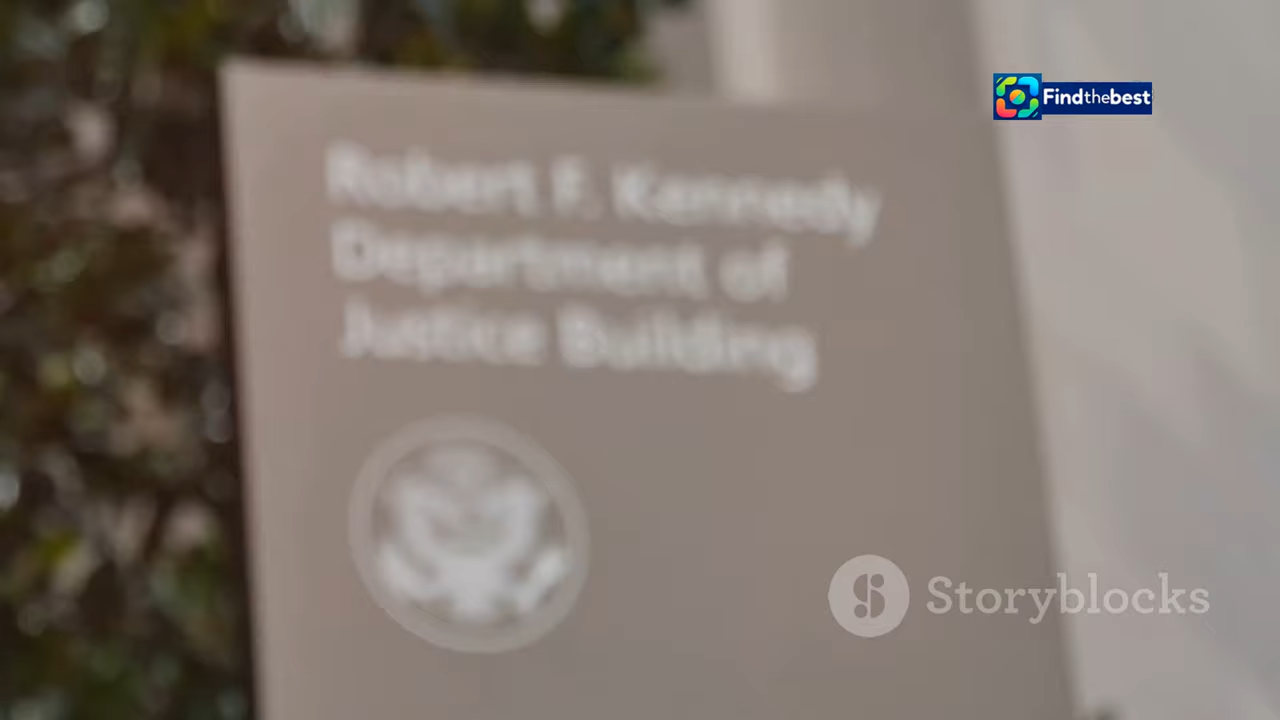 Findthebest
Robert F. Kennedy
Department of
Justice Building
Storyblocks